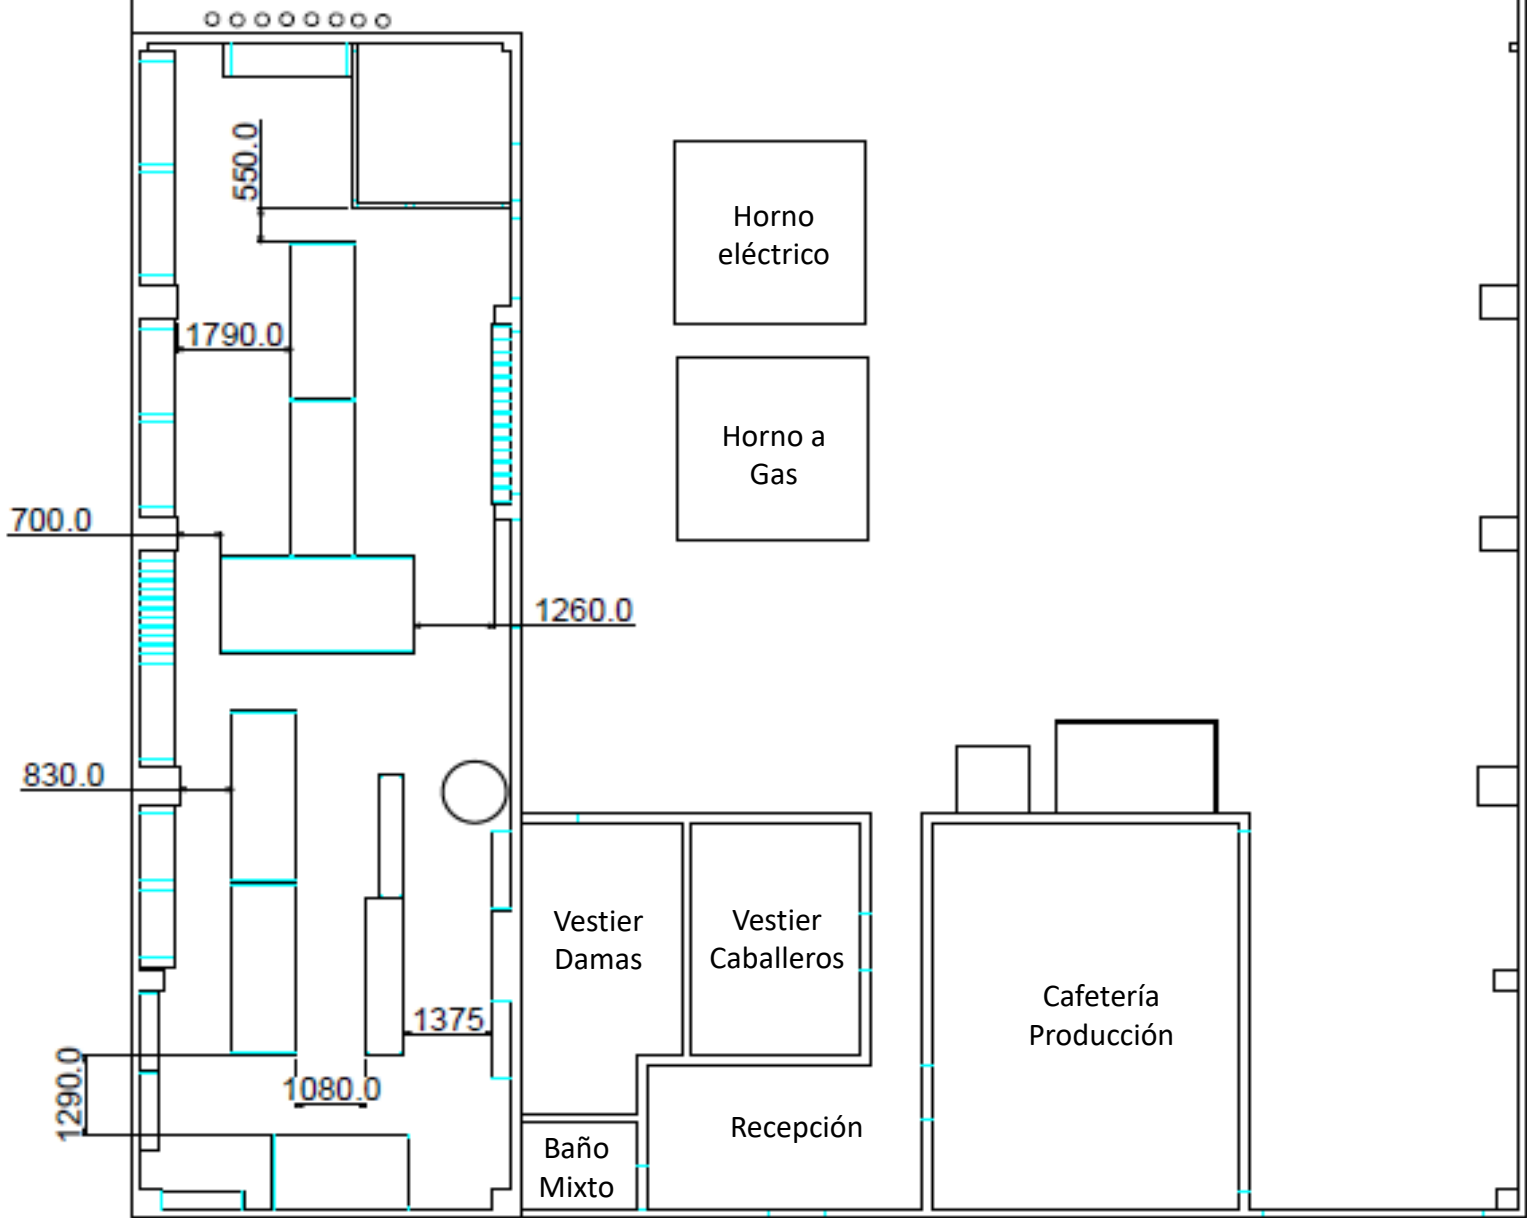 550.0
Horno
eléctrico
1790.0
Horno a
Gas
700.0
1260.0
830.0
Vestier
Damas
Vestier
Caballeros
Cafetería
Producción
1375
1080.0
1290.0
Recepción
Baño
Mixto